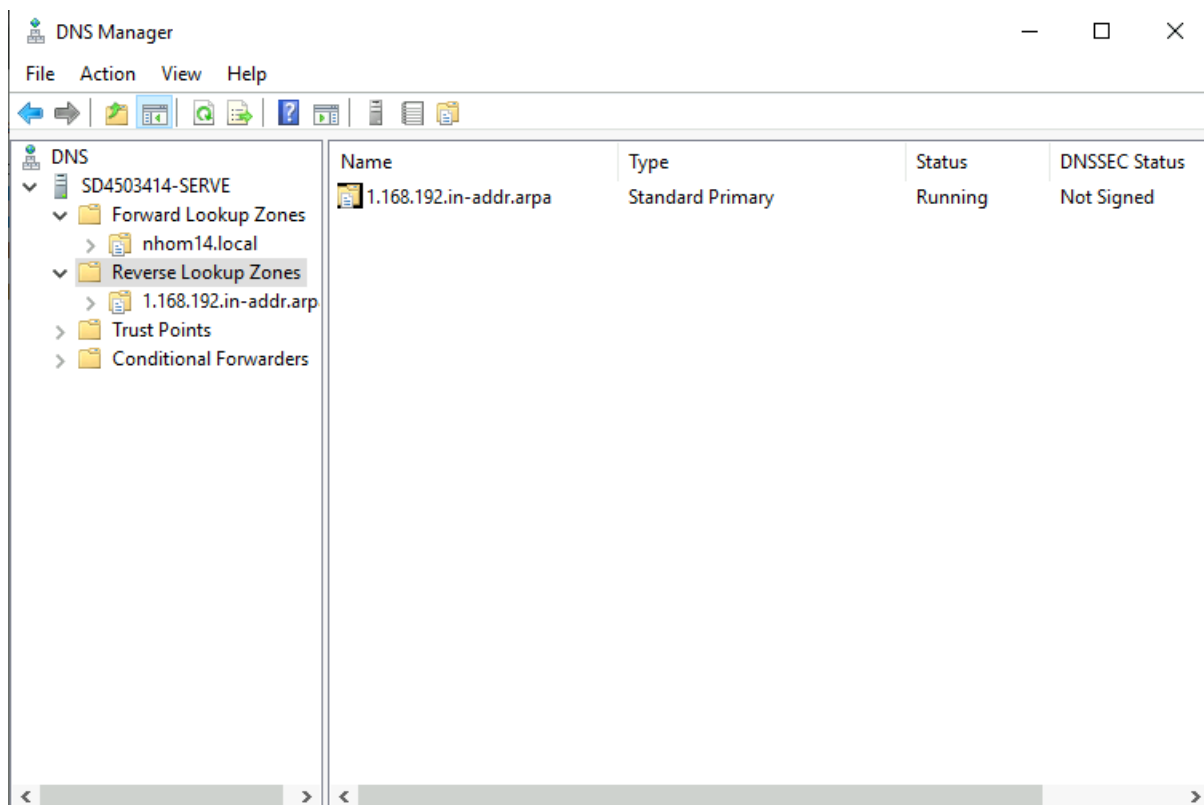 DNS Manager
File Action View Help
DNS
SD4503414-SERVE
Forward Lookup Zones
nhom14.local
Reverse Lookup Zones
1.168.192.in-addr.arp
Trust Points
Conditional Forwarders
Name Type Status DNSSEC Status
1.168.192.in-addr.arpa Standard Primary Running Not Signed